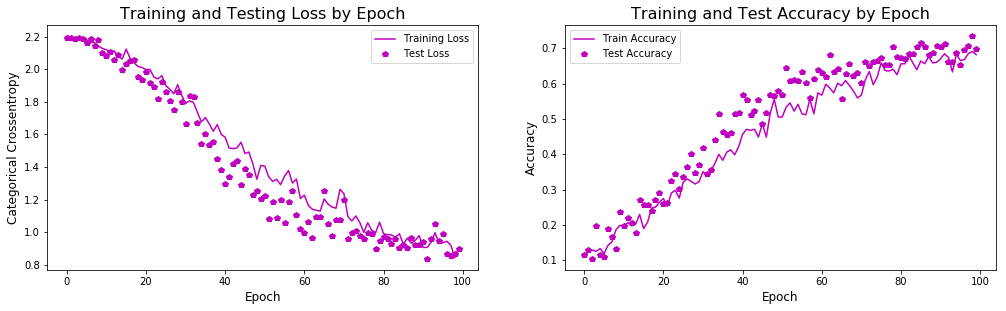 Training and Testing Loss by Epoch
Training Loss
Test Loss
Categorical Crossentropy
2.2
2.0
1.8
1.6
1.4
1.2
1.0
0.8
0 20 40 60 80 100
Epoch
Training and Test Accuracy by Epoch
Train Accuracy
Test Accuracy
Accuracy
0.7
0.6
0.5
0.4
0.3
0.2
0.1
0 20 40 60 80 100
Epoch